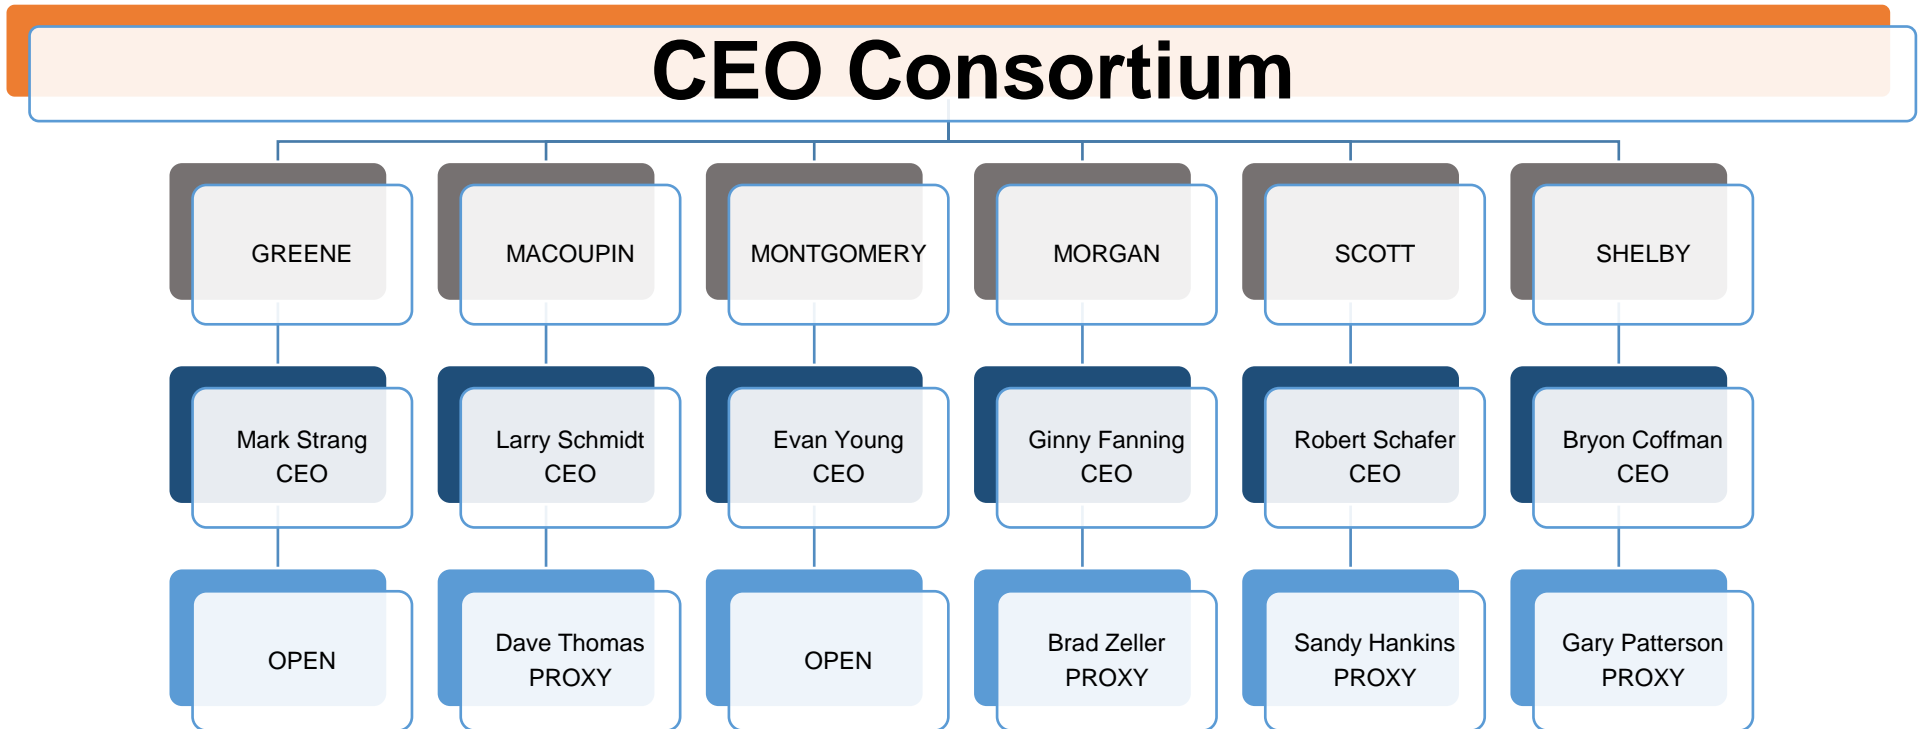 CEO Consortium
GREENE
MACOUPIN
MONTGOMERY
MORGAN
SCOTT
SHELBY
Mark Strang
CEO
Larry Schmidt
CEO
Evan Young
CEO
Ginny Fanning
CEO
Robert Schafer
CEO
Bryon Coffman
CEO
OPEN
Dave Thomas
PROXY
OPEN
Brad Zeller
PROXY
Sandy Hankins
PROXY
Gary Patterson
PROXY